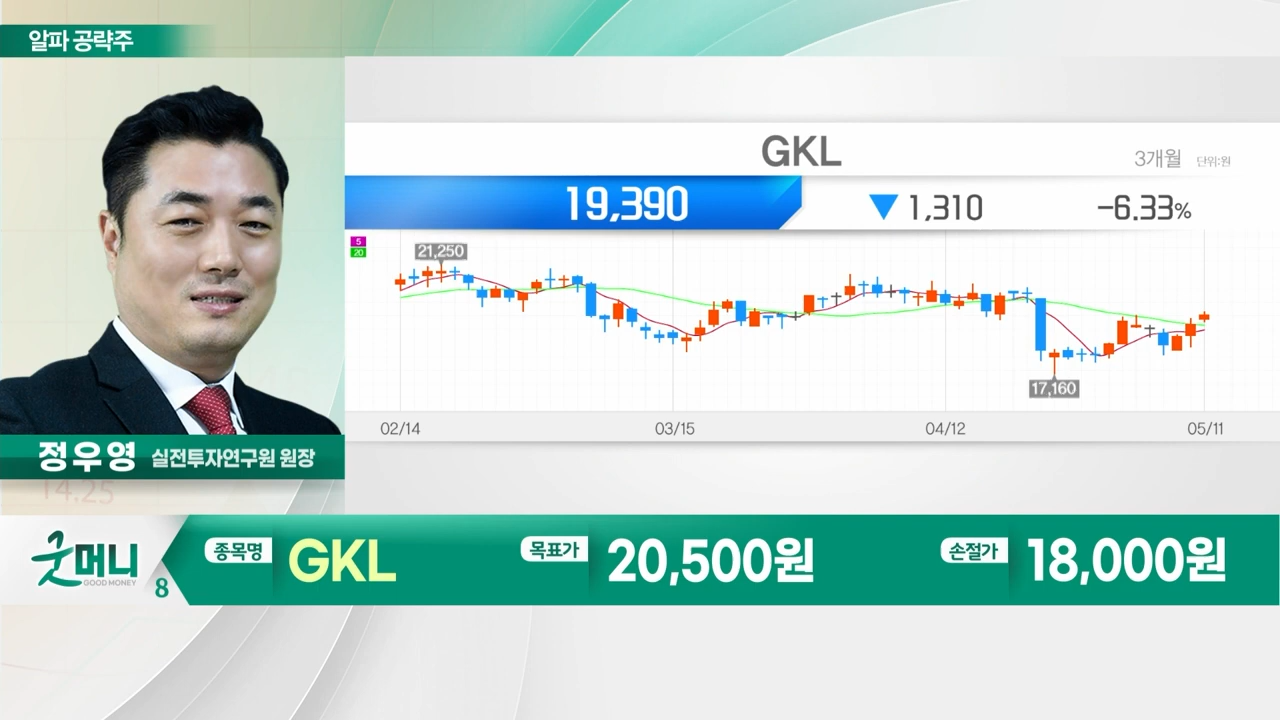 알파 공략주
GKL
3개월 단위:원
19,390 ▼ 1,310 -6.33%
5
20
21,250
17,160
02/14 03/15 04/12 05/11
정우영 실전투자연구원 원장
14.25
굿머니
GOOD MONEY
8
종목명 GKL 목표가 20,500원 손절가 18,000원